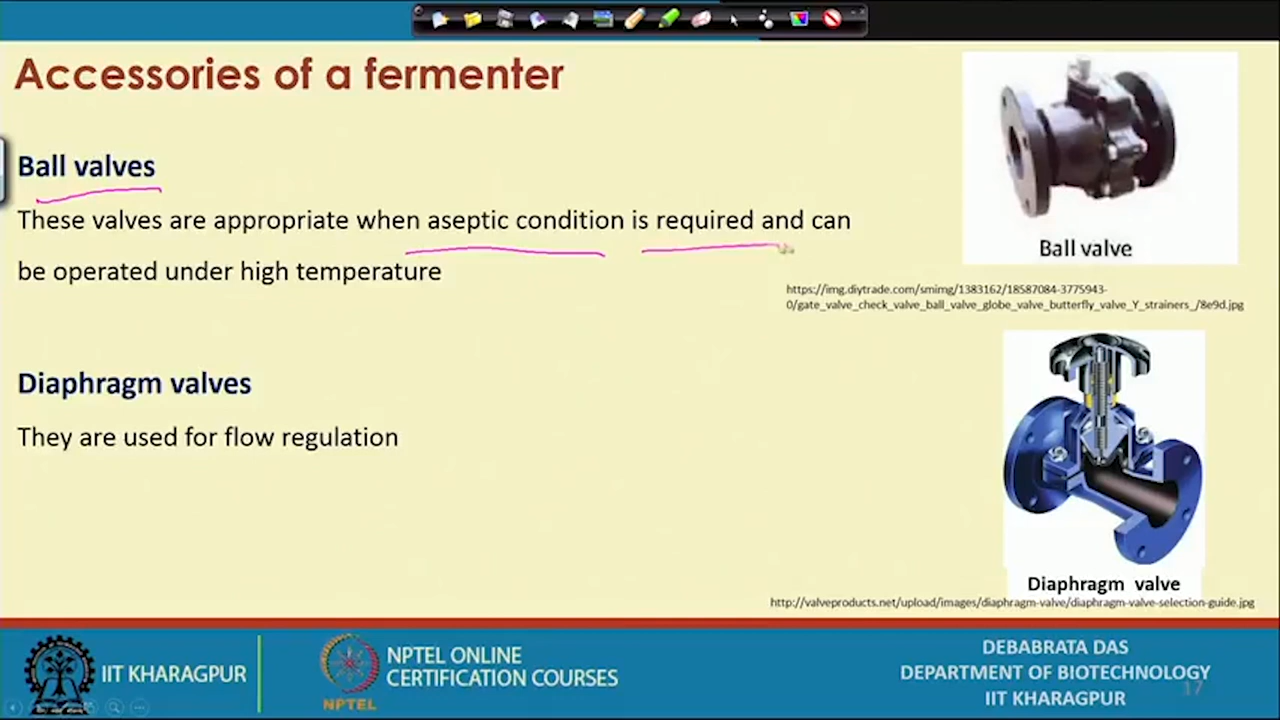 Accessories of a fermenter
Ball valves
These valves are appropriate when aseptic condition is required and can
be operated under high temperature
Ball valve
https://img.diytrade.com/smimg/1383162/18587084-3775943-
0/gate_valve_check_valve_ball_valve_globe_valve_butterfly_valve_Y_strainers_/8e9d.jpg
Diaphragm valves
They are used for flow regulation
Diaphragm valve
http://valveproducts.net/upload/images/diaphragm-valve/diaphragm-valve-selection-guide.jpg
IIT KHARAGPUR
NPTEL
NPTEL ONLINE
CERTIFICATION COURSES
DEBABRATA DAS
DEPARTMENT OF BIOTECHNOLOGY
IIT KHARAGPUR
17